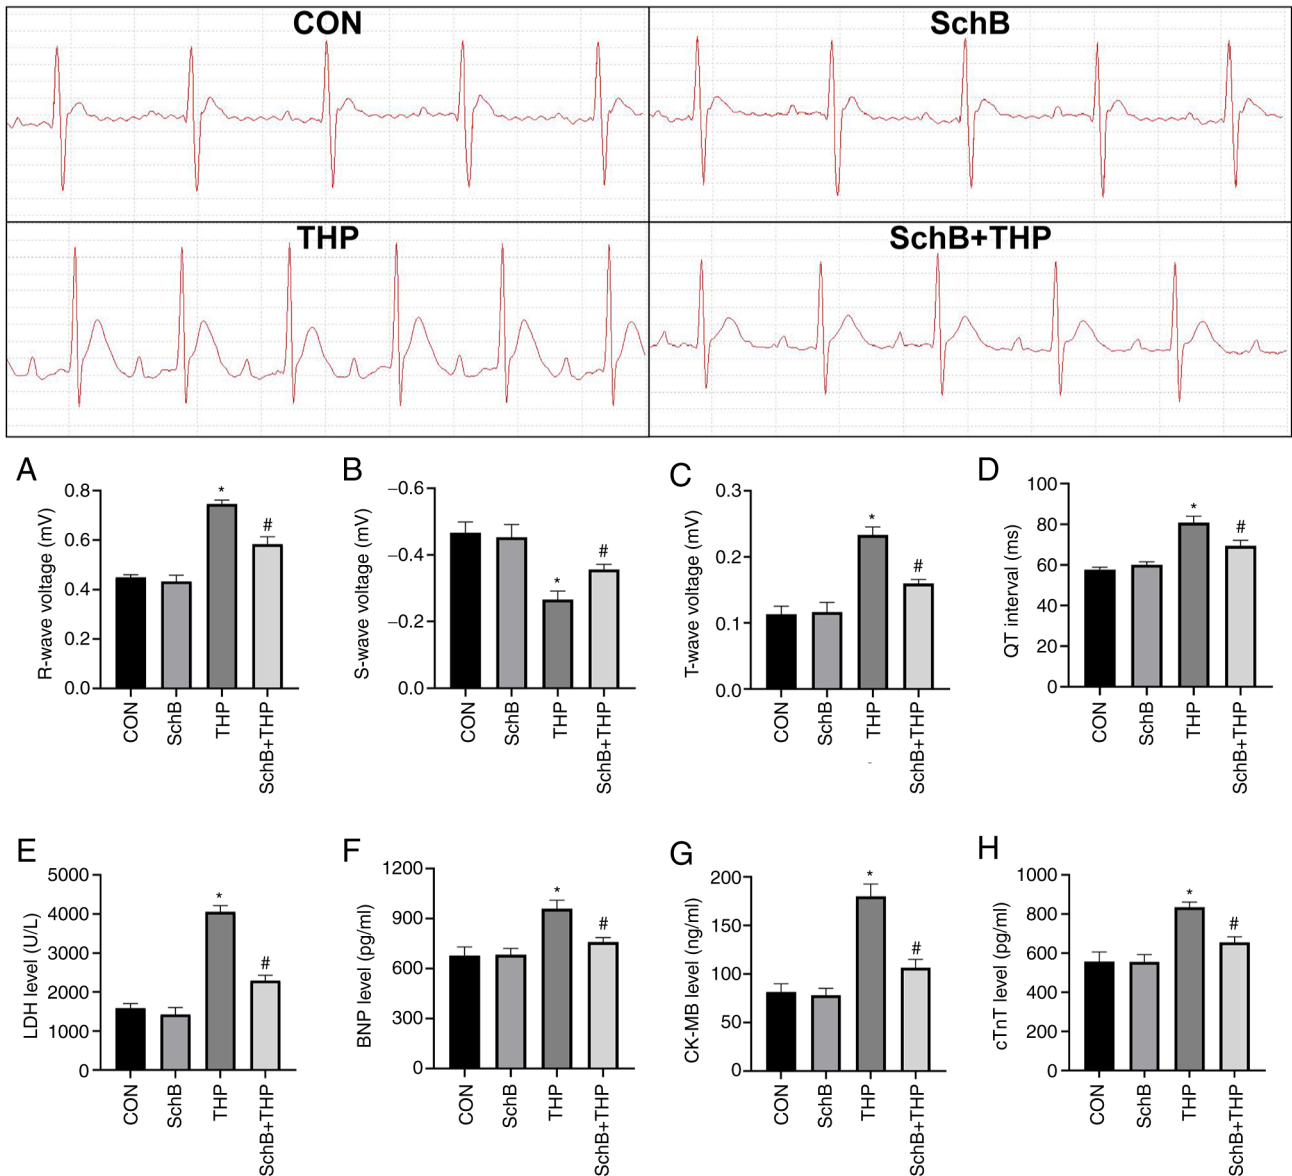 CON
SchB
THP
SchB+THP
A
R-wave voltage (mV)
0.8
0.6
0.4
0.2
0.0
*
#
CON
SchB
THP
SchB+THP
B
S-wave voltage (mV)
−0.6
−0.4
−0.2
0.0
*
#
CON
SchB
THP
SchB+THP
C
T-wave voltage (mV)
0.3
0.2
0.1
0.0
*
#
CON
SchB
THP
SchB+THP
D
QT interval (ms)
100
80
60
40
20
0
*
#
CON
SchB
THP
SchB+THP
E
LDH level (U/L)
5000
4000
3000
2000
1000
0
*
#
CON
SchB
THP
SchB+THP
F
BNP level (pg/ml)
1200
900
600
300
0
*
#
CON
SchB
THP
SchB+THP
G
CK-MB level (ng/ml)
200
150
100
50
0
*
#
CON
SchB
THP
SchB+THP
H
cTnT level (pg/ml)
1000
800
600
400
200
0
*
#
CON
SchB
THP
SchB+THP